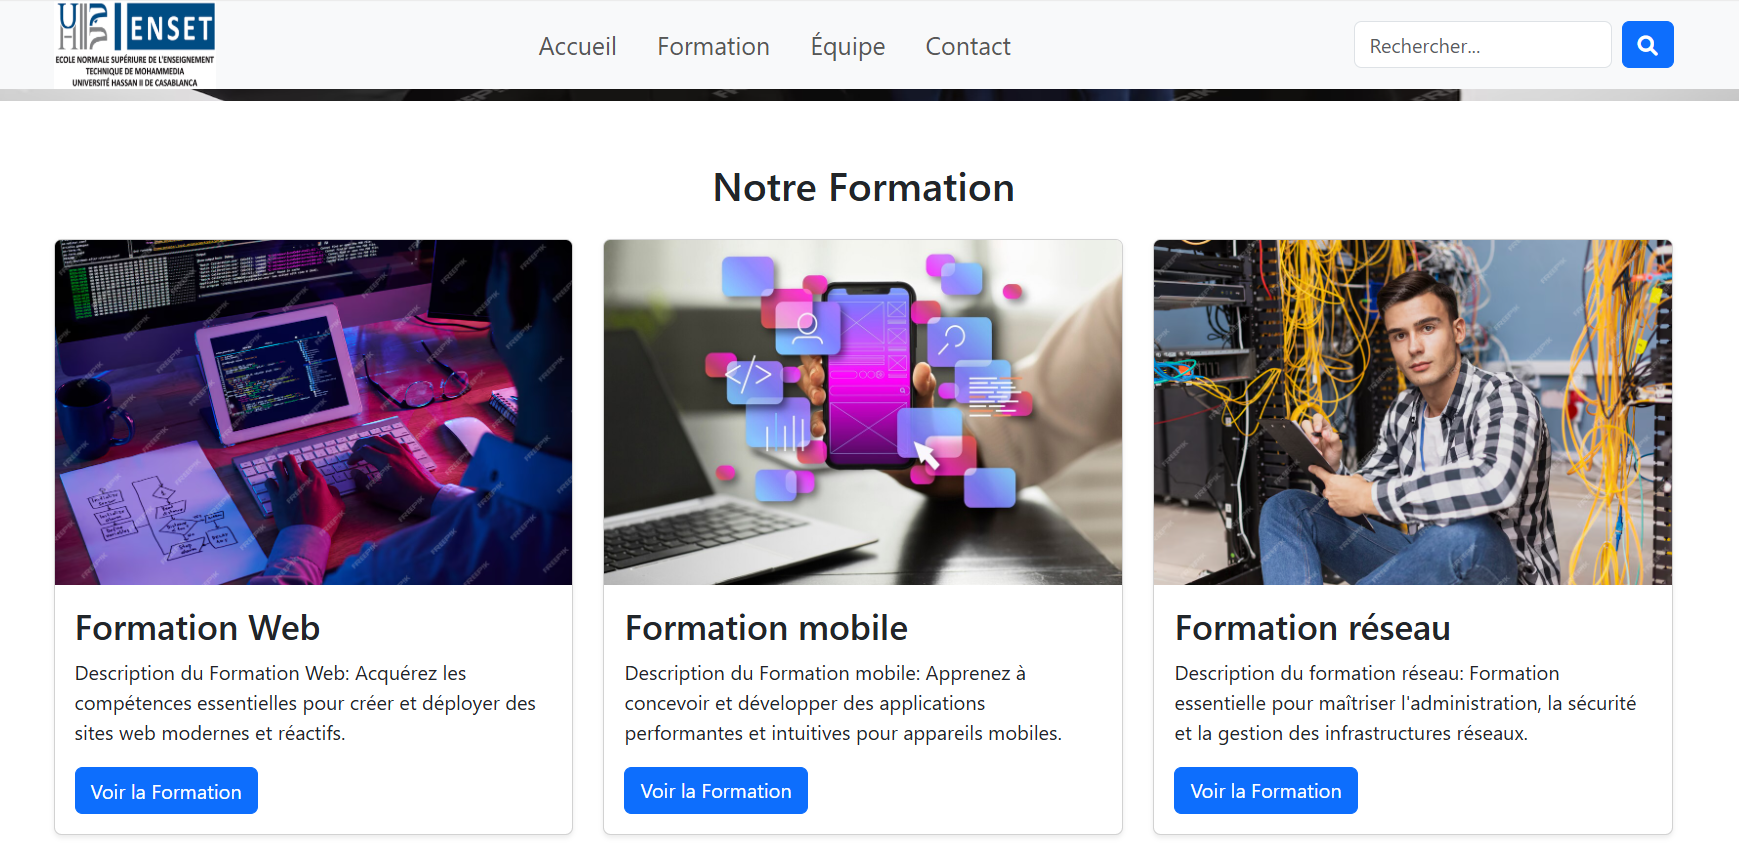 ENSET
ECOLE NORMALE SUPÉRIURE DE L'ENSEIGNEMENT
TECHNIQUE DE MOHAMMEDIA
UNIVERSITÉ HASSAN II DE CASABLANCA
Accueil Formation Équipe Contact
Rechercher...
Notre Formation
Formation Web
Description du Formation Web: Acquérez les
compétences essentielles pour créer et déployer des
sites web modernes et réactifs.
Voir la Formation
Formation mobile
Description du Formation mobile: Apprenez à
concevoir et développer des applications
performantes et intuitives pour appareils mobiles.
Voir la Formation
Formation réseau
Description du formation réseau: Formation
essentielle pour maîtriser l'administration, la sécurité
et la gestion des infrastructures réseaux.
Voir la Formation